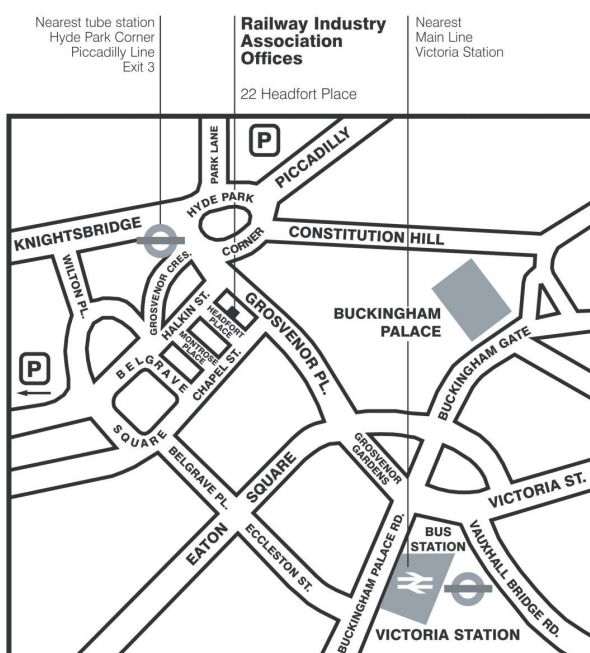 Nearest tube station
Hyde Park Corner
Piccadilly Line
Exit 3
Railway Industry
Association
Offices
22 Headfort Place
Nearest
Main Line
Victoria Station
PARK LANE
P
PICCADILLY
HYDE PARK
CORNER
KNIGHTSBRIDGE
CONSTITUTION HILL
WILTON PL.
GROSVENOR CRES.
HALKIN ST.
HEADFORT
PLACE
MONTROSE
PLACE
CHAPEL ST.
GROSVENOR PL.
BUCKINGHAM
PALACE
BUCKINGHAM GATE
P
BELGRAVE
SQUARE
BELGRAVE PL.
EATON SQUARE
ECCLESTON ST.
GROSVENOR
GARDENS
VICTORIA ST.
BUCKINGHAM PALACE RD.
BUS
STATION
VAUXHALL BRIDGE RD.
VICTORIA STATION